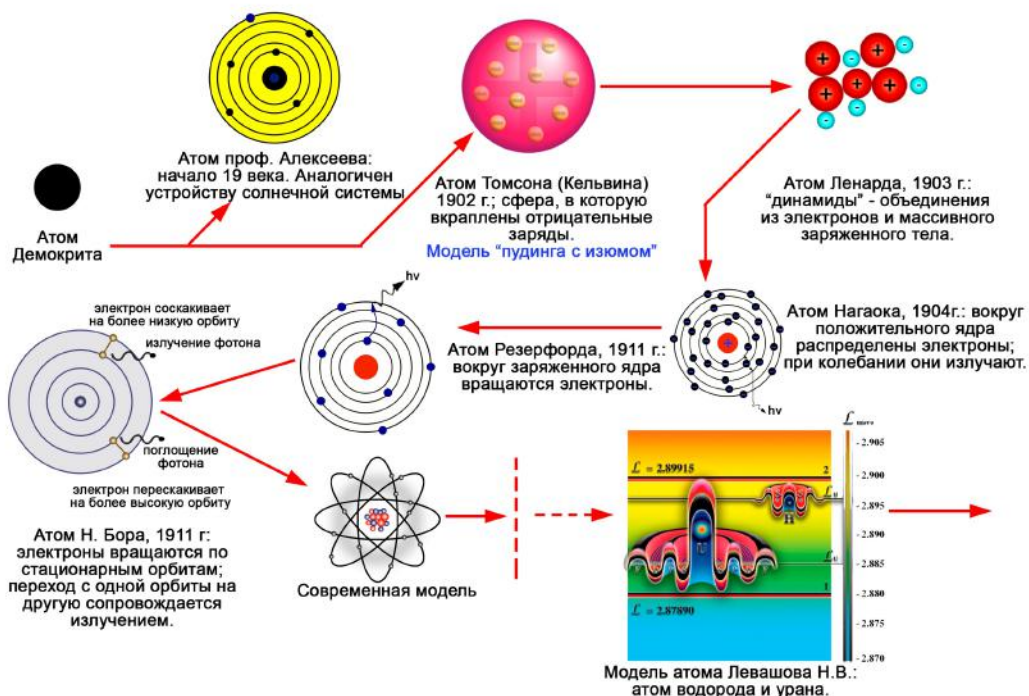 Атом проф. Алексеева:
начало 19 века. Аналогичен
устройству солнечной системы
Атом
Демокрита
Атом Томсона (Кельвина)
1902 г.; сфера, в которую
вкраплены отрицательные
заряды.
Модель "пудинга с изюмом"
+
+
+
+
+
-
-
-
-
-
Атом Ленарда, 1903 г.:
"динамиды" - объединения
из электронов и массивного
заряженного тела.
Атом Нагаока, 1904г.: вокруг
положительного ядра
распределены электроны;
при колебании они излучают.
+
hv
hv
Атом Резерфорда, 1911 г.:
вокруг заряженного ядра
вращаются электроны.
электрон соскакивает
на более низкую орбиту
излучение фотона
поглощение
фотона
электрон перескакивает
на более высокую орбиту
Атом Н. Бора, 1911 г:
электроны вращаются по
стационарным орбитам;
переход с одной орбиты на
другую сопровождается
излучением.
Современная модель
ℒ = 2.89915
2
H
U
1
ℒ = 2.87890
ℒ
- 2.905
- 2.900
- 2.895
- 2.890
- 2.885
- 2.880
- 2.875
- 2.870
Модель атома Левашова Н.В.:
атом водорода и урана.